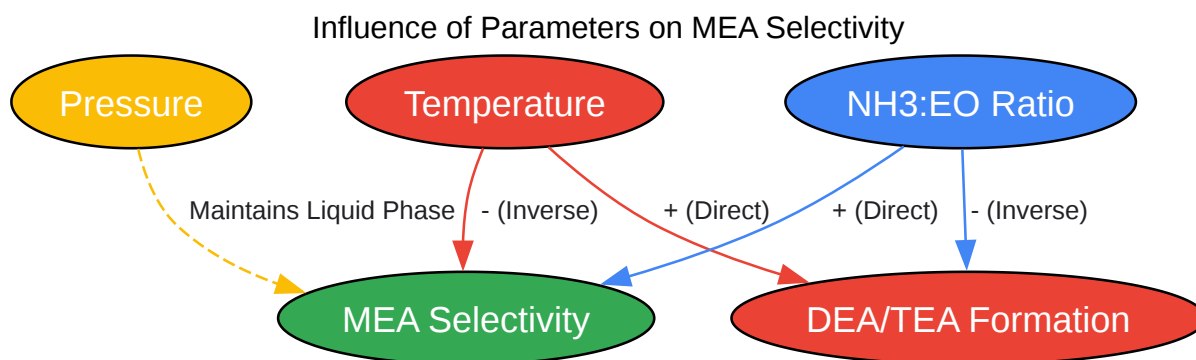 Influence of Parameters on MEA Selectivity
Pressure
Temperature
NH3:EO Ratio
Maintains Liquid Phase
- (Inverse)
+ (Direct)
+ (Direct)
- (Inverse)
MEA Selectivity
DEA/TEA Formation